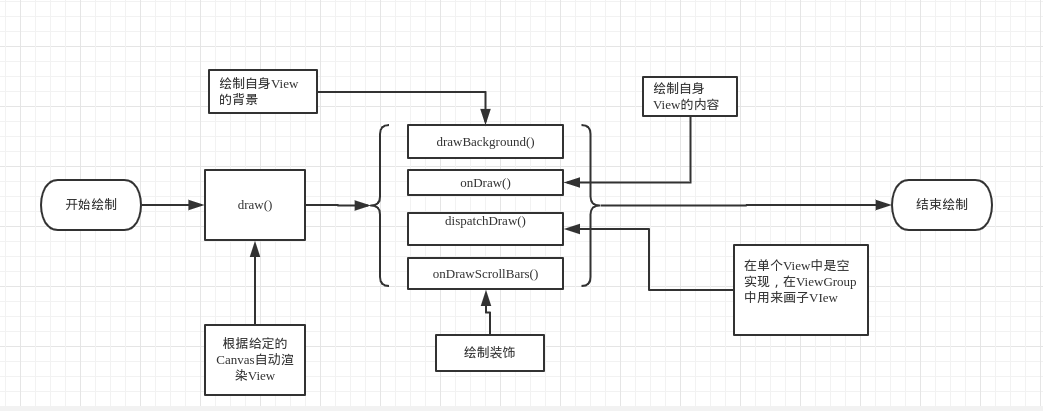 绘制自身View
的背景
绘制自身
View的内容
drawBackground()
onDraw()
开始绘制
draw()
dispatchDraw()
结束绘制
onDrawScrollBars()
在单个View中是空
实现，在ViewGroup
中用来画子VIew
根据给定的
Canvas自动渲
染View
绘制装饰